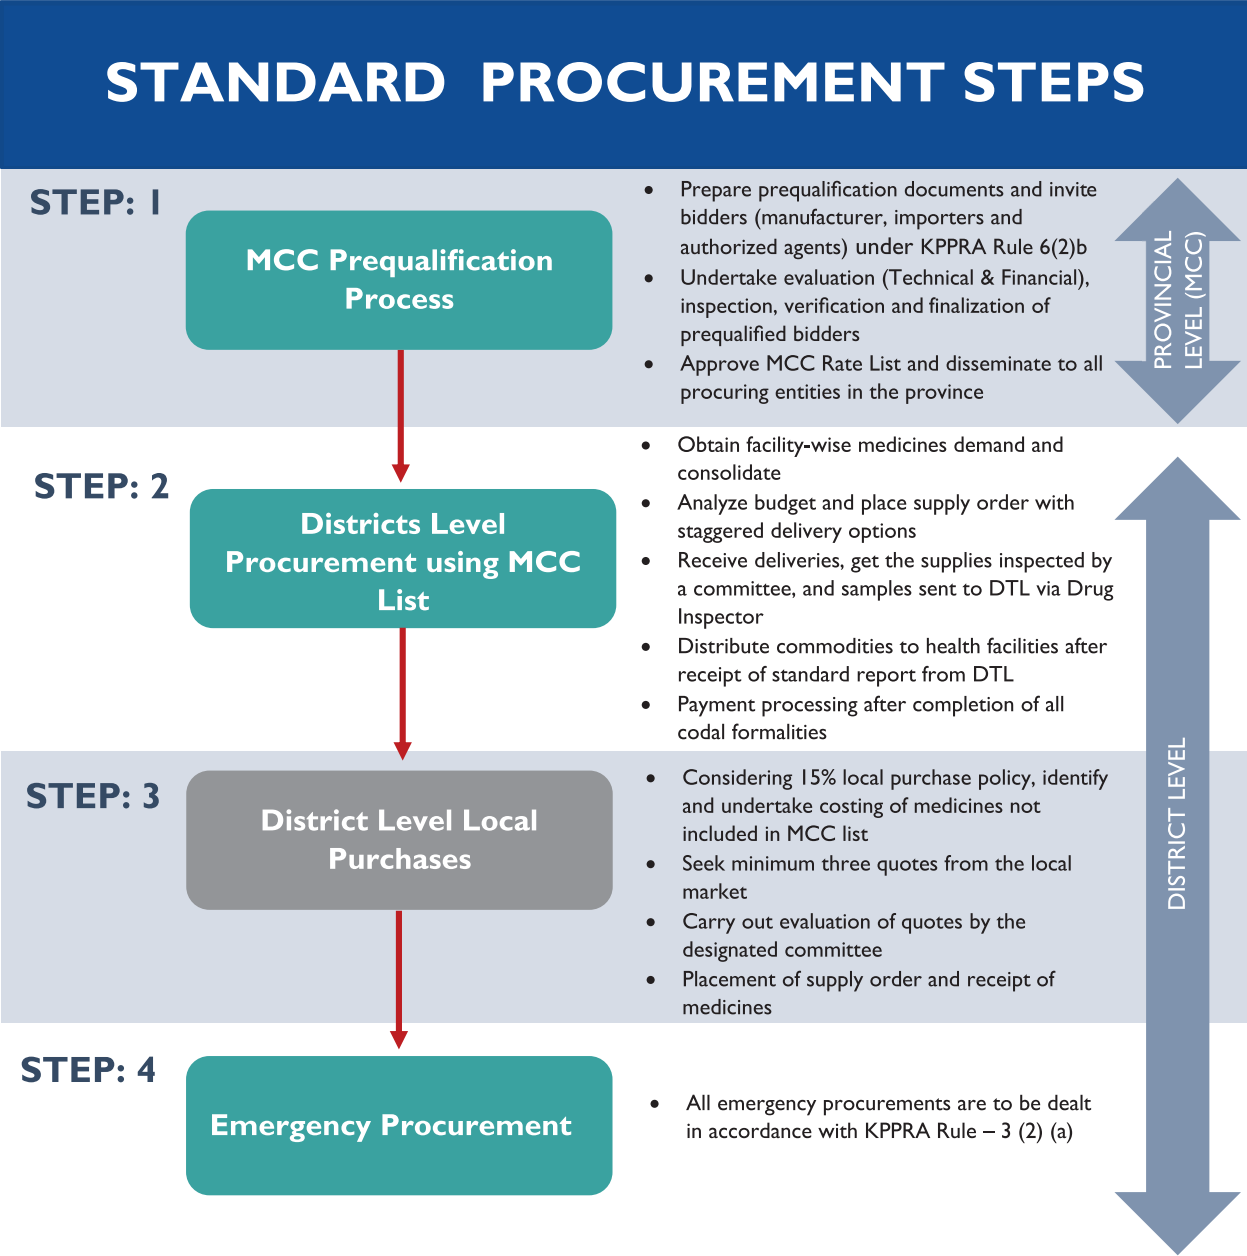 STANDARD PROCUREMENT STEPS
STEP: 1
MCC Prequalification
Process
• Prepare prequalification documents and invite
bidders (manufacturer, importers and
authorized agents) under KPPRA Rule 6(2)b
• Undertake evaluation (Technical & Financial),
inspection, verification and finalization of
prequalified bidders
• Approve MCC Rate List and disseminate to all
procuring entities in the province
PROVINCIAL
LEVEL (MCC)
STEP: 2
Districts Level
Procurement using MCC
List
• Obtain facility-wise medicines demand and
consolidate
• Analyze budget and place supply order with
staggered delivery options
• Receive deliveries, get the supplies inspected by
a committee, and samples sent to DTL via Drug
Inspector
• Distribute commodities to health facilities after
receipt of standard report from DTL
• Payment processing after completion of all
codal formalities
DISTRICT LEVEL
STEP: 3
District Level Local
Purchases
• Considering 15% local purchase policy, identify
and undertake costing of medicines not
included in MCC list
• Seek minimum three quotes from the local
market
• Carry out evaluation of quotes by the
designated committee
• Placement of supply order and receipt of
medicines
STEP: 4
Emergency Procurement
• All emergency procurements are to be dealt
in accordance with KPPRA Rule – 3 (2) (a)